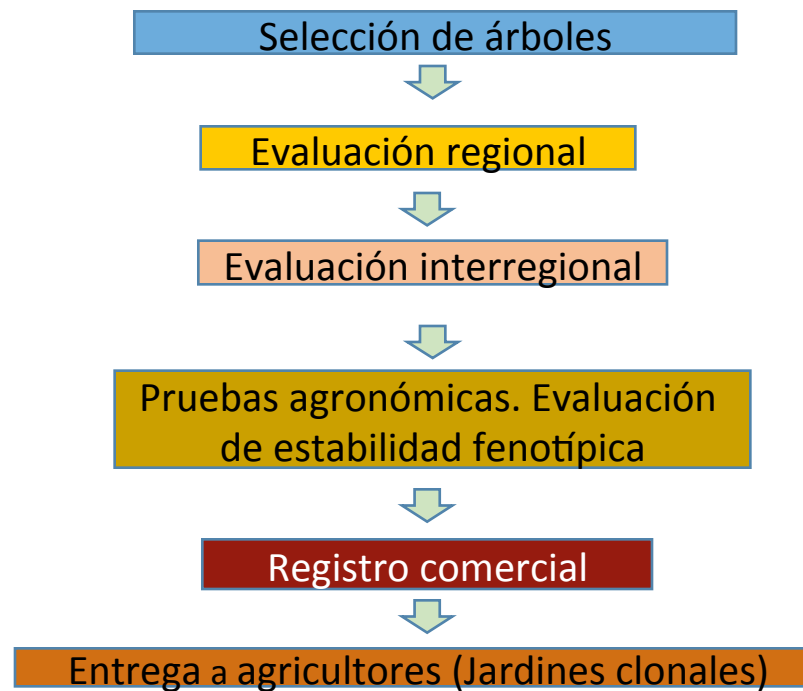 Selección de árboles
Evaluación regional
Evaluación interregional
Pruebas agronómicas. Evaluación
de estabilidad fenotípica
Registro comercial
Entrega a agricultores (Jardines clonales)